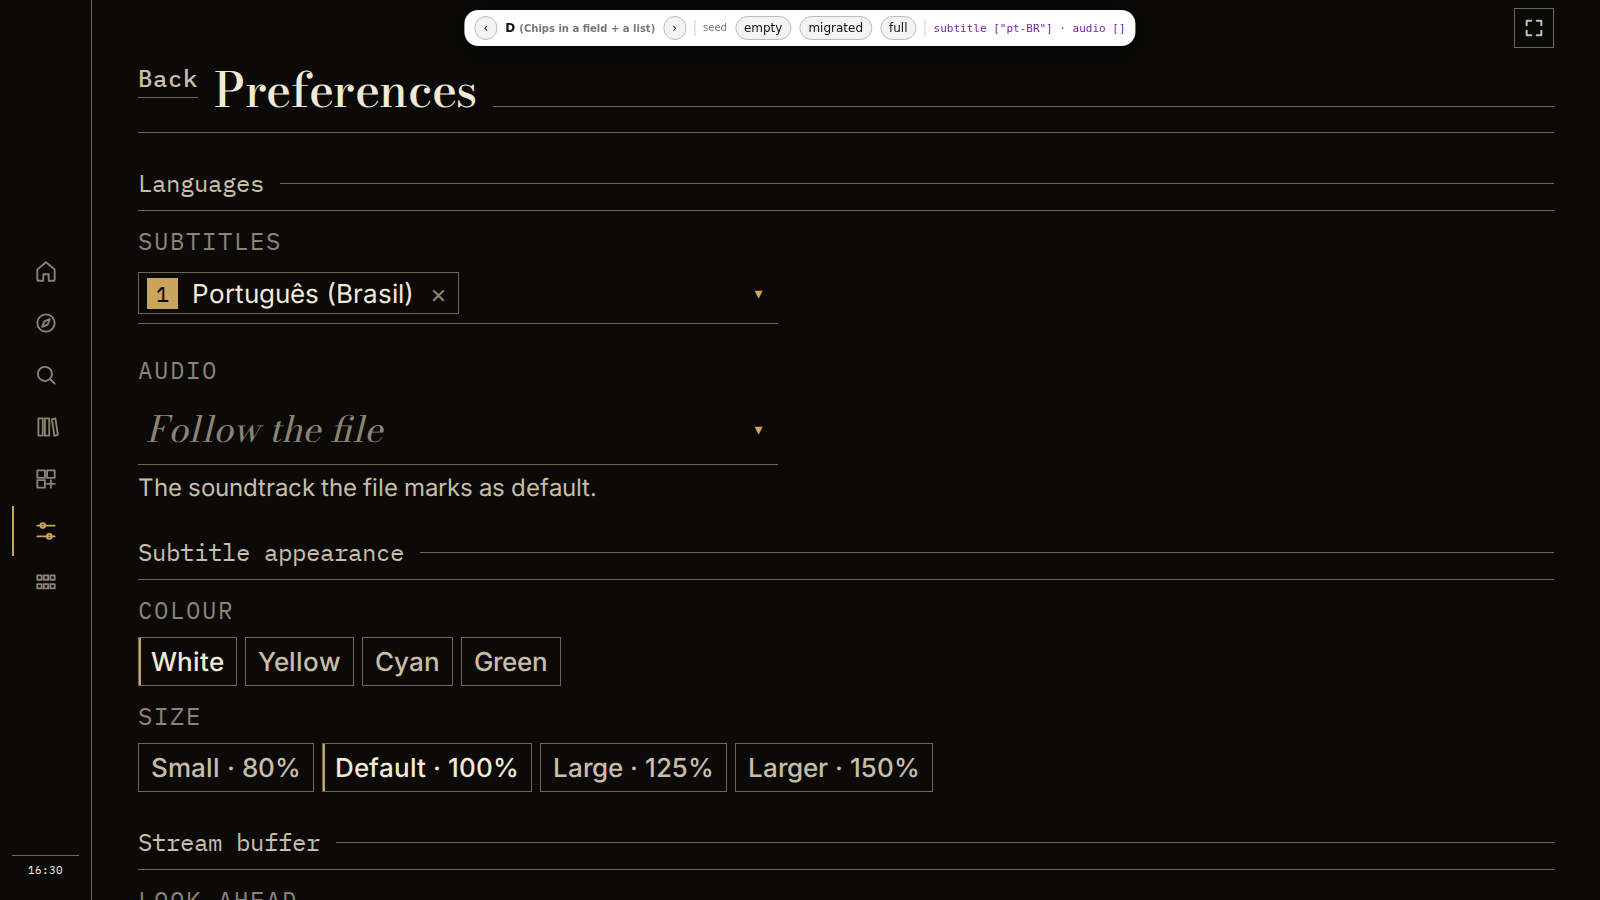 ‹ D (Chips in a field + a list) › seed empty migrated full subtitle ["pt-BR"] · audio []
Back Preferences
Languages
SUBTITLES
1 Português (Brasil) × ▾
AUDIO
Follow the file ▾
The soundtrack the file marks as default.
Subtitle appearance
COLOUR
White Yellow Cyan Green
SIZE
Small · 80% Default · 100% Large · 125% Larger · 150%
Stream buffer
LOOK AHEAD
16:30